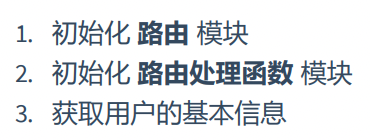 1. 初始化 路由 模块
2. 初始化 路由处理函数 模块
3. 获取用户的基本信息